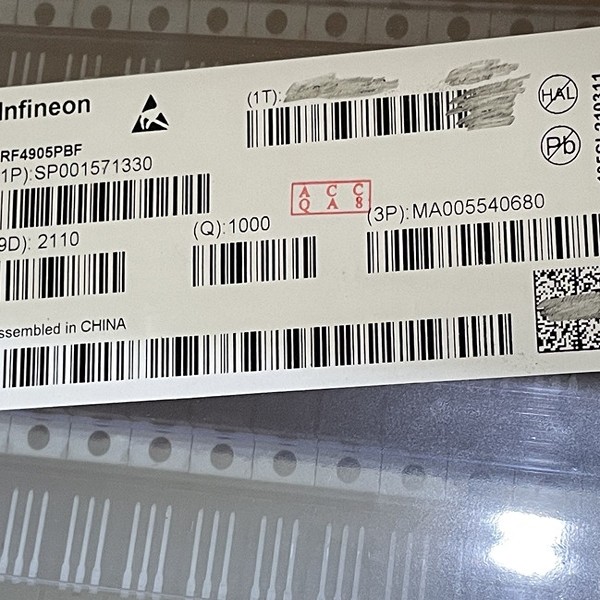 Infineon
(1T):
HAL
Pb
RF4905PBF
1P):SP001571330
ACC
QA8
(3P):MA005540680
9D): 2110
(Q):1000
ssembled in CHINA